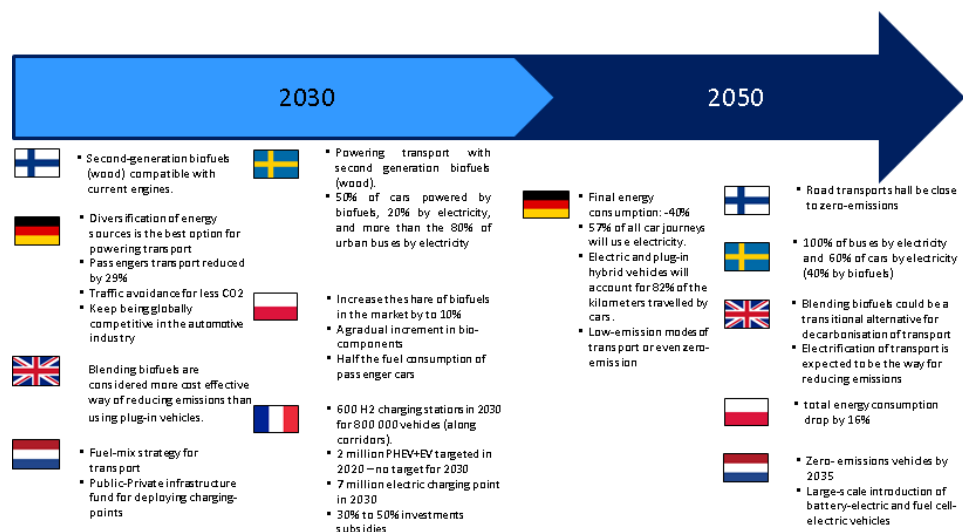 2030
2050
▪ Second-generation biofuels
(wood) compatible with
current engines.
▪ Diversification of energy
sources is the best option for
powering transport
▪ Passengers transport reduced
by 29%
▪ Traffic avoidance for less CO2
▪ Keep being globally
competitive in the automotive
industry
Blending biofuels are
considered more cost effective
way of reducing emissions than
using plug-in vehicles.
▪ Fuel-mix strategy for
transport
▪ Public-Private infrastructure
fund for deploying charging-
points
▪ Powering transport with
second generation biofuels
(wood).
▪ 50% of cars powered by
biofuels, 20% by electricity,
and more than the 80% of
urban buses by electricity
▪ Increase the share of biofuels
in the market by to 10%
▪ Agradual increment in bio-
components
▪ Half the fuel consumption of
passenger cars
▪ 600 H2 charging stations in 2030
for 800 000 vehicles (along
corridors).
▪ 2 million PHEV+EV targeted in
2020 – no target for 2030
▪ 7 million electric charging point
in 2030
▪ 30% to 50% investments
subsidies
▪ Final energy
consumption: -40%
▪ 57% of all car journeys
will use electricity.
▪ Electric and plug-in
hybrid vehicles will
account for 82% of the
kilometers travelled by
cars.
▪ Low-emission modes of
transport or even zero-
emission
▪ Road transports hall be close
to zero-emissions
▪ 100% of buses by electricity
and 60% of cars by electricity
(40% by biofuels)
▪ Blending biofuels could be a
transitional alternative for
decarbonisation of transport
▪ Electrification of transport is
expected to be the way for
reducing emissions
▪ total energy consumption
drop by 16%
▪ Zero- emissions vehicles by
2035
▪ Large-scale introduction of
battery-electric and fuel cell-
electric vehicles